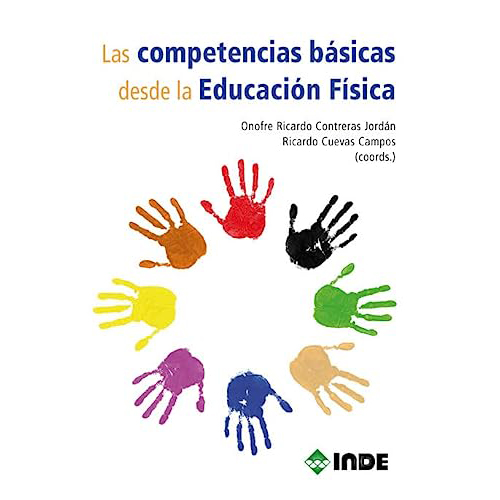 Las competencias básicas
desde la Educación Física
Onofre Ricardo Contreras Jordán
Ricardo Cuevas Campos
(coords.)
INDE